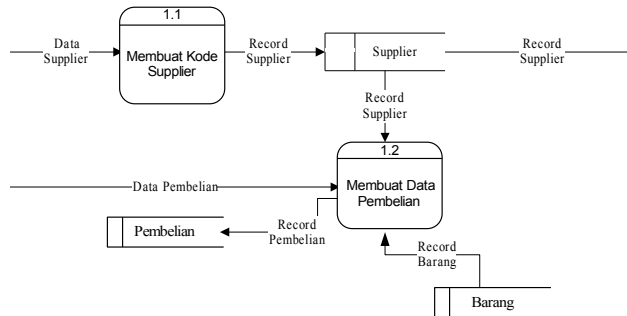 1.1
Data
Supplier
Membuat Kode
Supplier
Record
Supplier
Supplier
Record
Supplier
Record
Supplier
1.2
Data Pembelian
Membuat Data
Pembelian
Pembelian
Record
Pembelian
Record
Barang
Barang